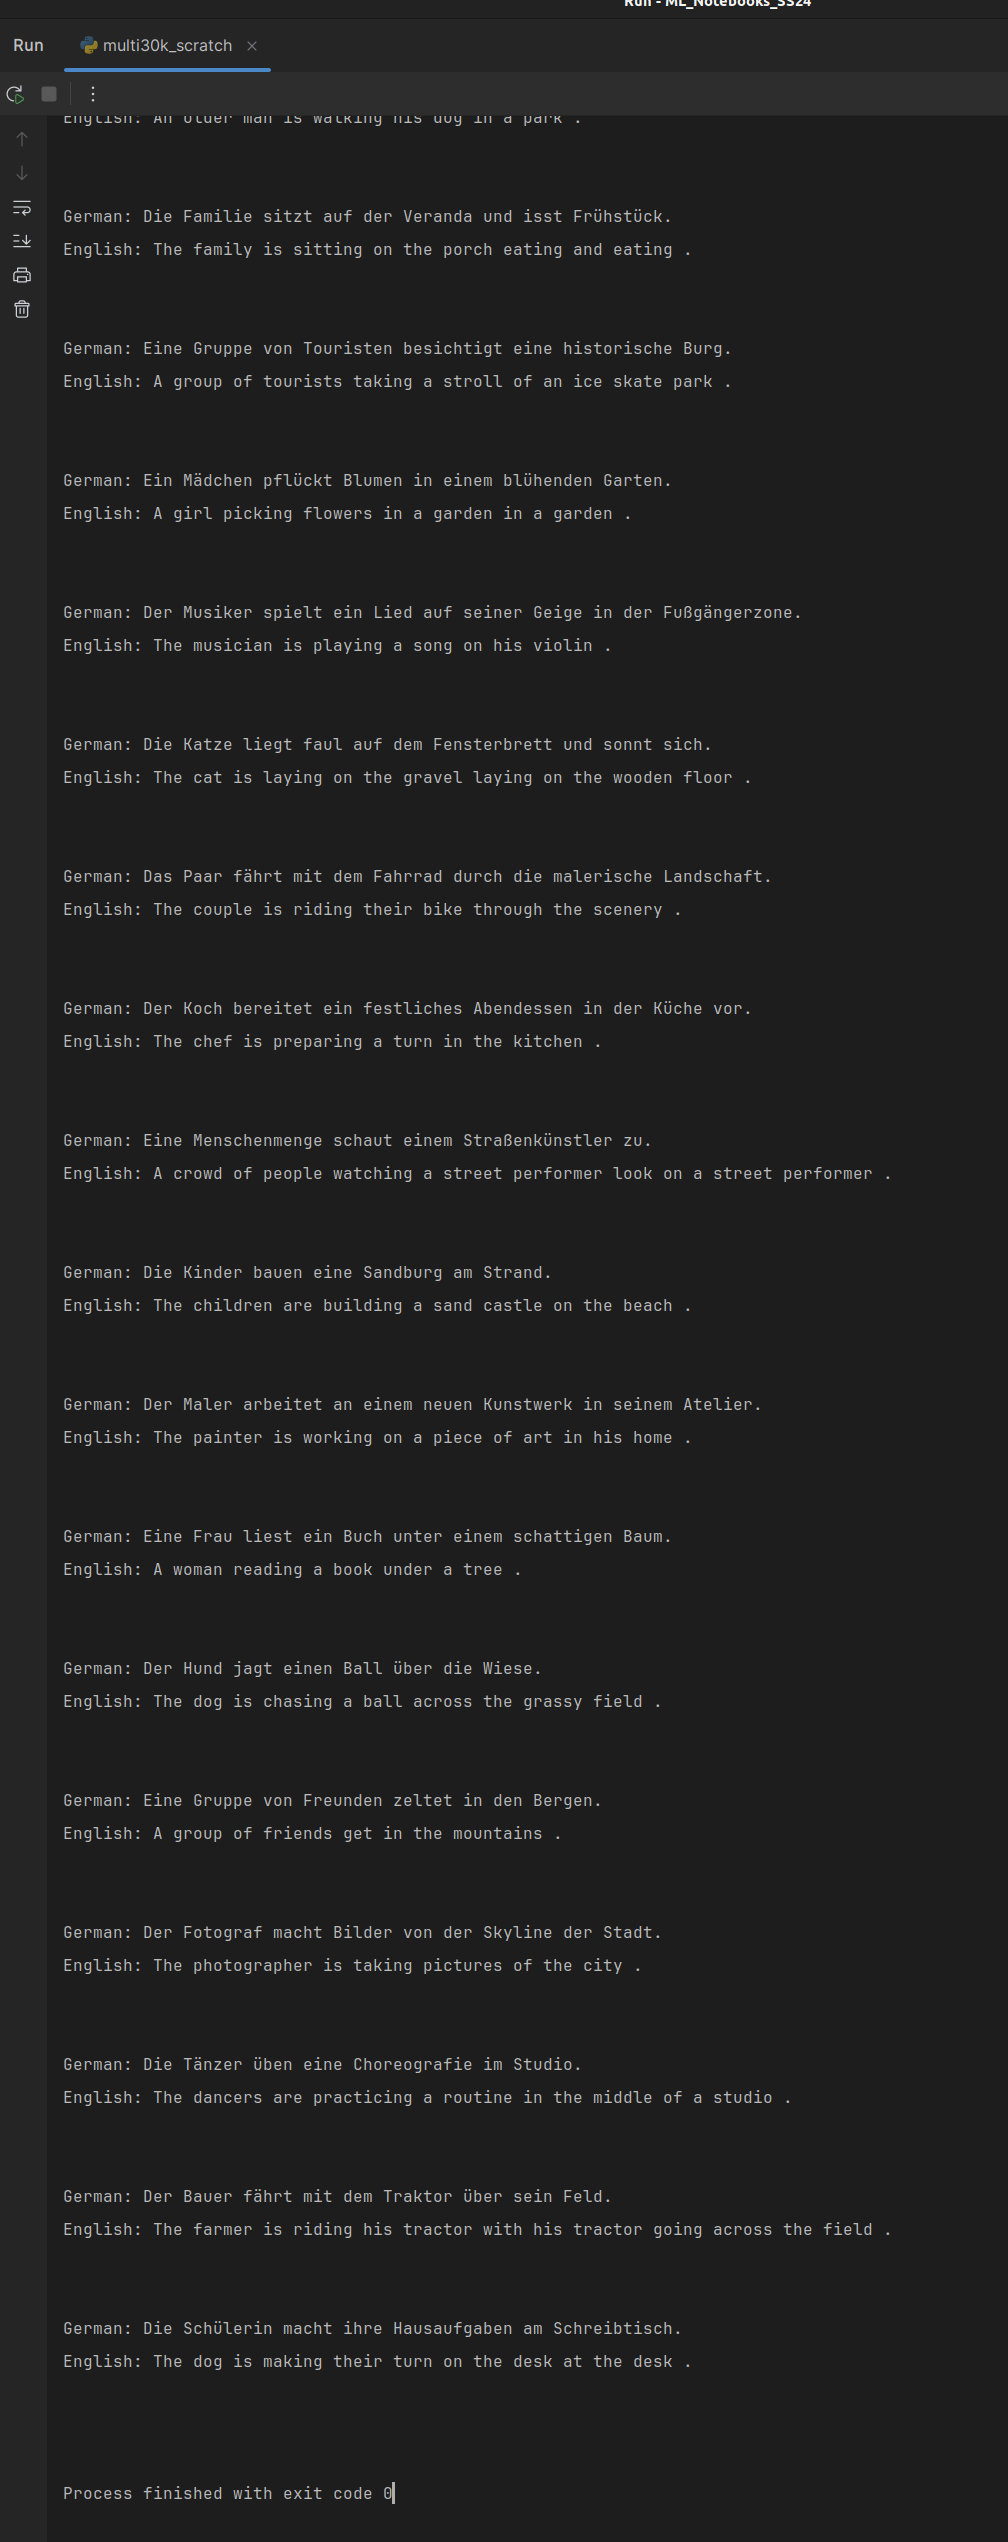 Run - ML_Notebooks_SS24
Run multi30k_scratch
English: An older man is walking his dog in a park .
German: Die Familie sitzt auf der Veranda und isst Frühstück.
English: The family is sitting on the porch eating and eating .
German: Eine Gruppe von Touristen besichtigt eine historische Burg.
English: A group of tourists taking a stroll of an ice skate park .
German: Ein Mädchen pflückt Blumen in einem blühenden Garten.
English: A girl picking flowers in a garden in a garden .
German: Der Musiker spielt ein Lied auf seiner Geige in der Fußgängerzone.
English: The musician is playing a song on his violin .
German: Die Katze liegt faul auf dem Fensterbrett und sonnt sich.
English: The cat is laying on the gravel laying on the wooden floor .
German: Das Paar fährt mit dem Fahrrad durch die malerische Landschaft.
English: The couple is riding their bike through the scenery .
German: Der Koch bereitet ein festliches Abendessen in der Küche vor.
English: The chef is preparing a turn in the kitchen .
German: Eine Menschenmenge schaut einem Straßenkünstler zu.
English: A crowd of people watching a street performer look on a street performer .
German: Die Kinder bauen eine Sandburg am Strand.
English: The children are building a sand castle on the beach .
German: Der Maler arbeitet an einem neuen Kunstwerk in seinem Atelier.
English: The painter is working on a piece of art in his home .
German: Eine Frau liest ein Buch unter einem schattigen Baum.
English: A woman reading a book under a tree .
German: Der Hund jagt einen Ball über die Wiese.
English: The dog is chasing a ball across the grassy field .
German: Eine Gruppe von Freunden zeltet in den Bergen.
English: A group of friends get in the mountains .
German: Der Fotograf macht Bilder von der Skyline der Stadt.
English: The photographer is taking pictures of the city .
German: Die Tänzer üben eine Choreografie im Studio.
English: The dancers are practicing a routine in the middle of a studio .
German: Der Bauer fährt mit dem Traktor über sein Feld.
English: The farmer is riding his tractor with his tractor going across the field .
German: Die Schülerin macht ihre Hausaufgaben am Schreibtisch.
English: The dog is making their turn on the desk at the desk .
Process finished with exit code 0